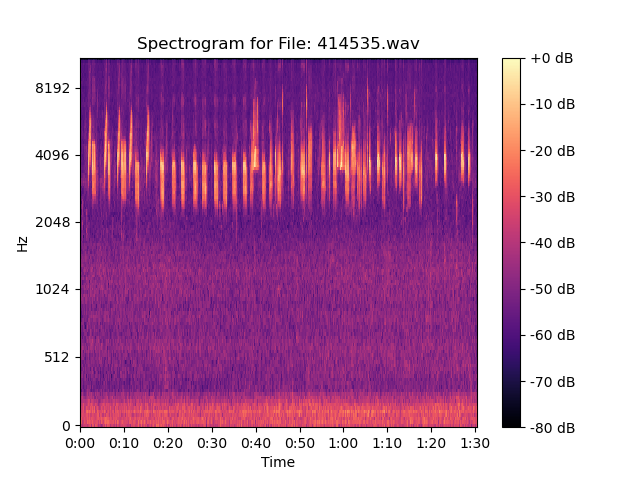 Spectrogram for File: 414535.wav
8192
4096
2048
1024
512
0
Hz
0:00 0:10 0:20 0:30 0:40 0:50 1:00 1:10 1:20 1:30
Time
+0 dB
-10 dB
-20 dB
-30 dB
-40 dB
-50 dB
-60 dB
-70 dB
-80 dB